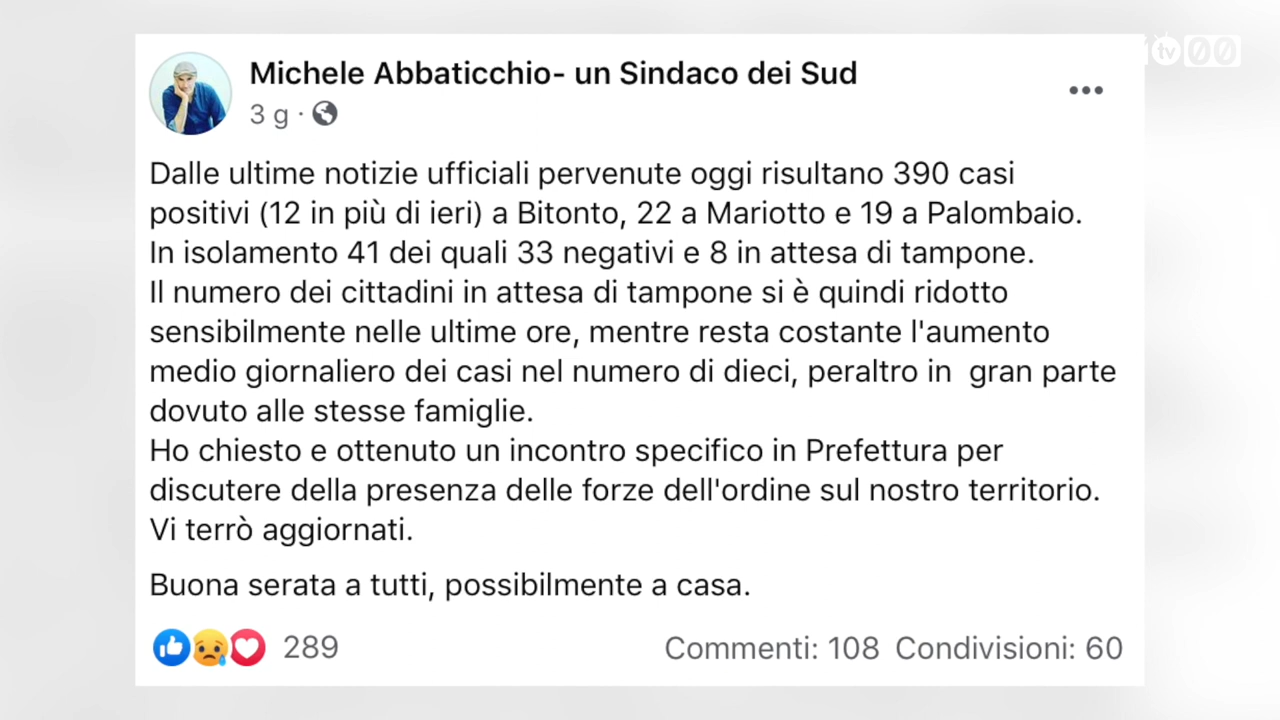 Michele Abbaticchio- un Sindaco dei Sud
3 g ·
Dalle ultime notizie ufficiali pervenute oggi risultano 390 casi
positivi (12 in più di ieri) a Bitonto, 22 a Mariotto e 19 a Palombaio.
In isolamento 41 dei quali 33 negativi e 8 in attesa di tampone.
Il numero dei cittadini in attesa di tampone si è quindi ridotto
sensibilmente nelle ultime ore, mentre resta costante l'aumento
medio giornaliero dei casi nel numero di dieci, peraltro in  gran parte
dovuto alle stesse famiglie.
Ho chiesto e ottenuto un incontro specifico in Prefettura per
discutere della presenza delle forze dell'ordine sul nostro territorio.
Vi terrò aggiornati.
Buona serata a tutti, possibilmente a casa.
289
Commenti: 108 Condivisioni: 60
tv 00